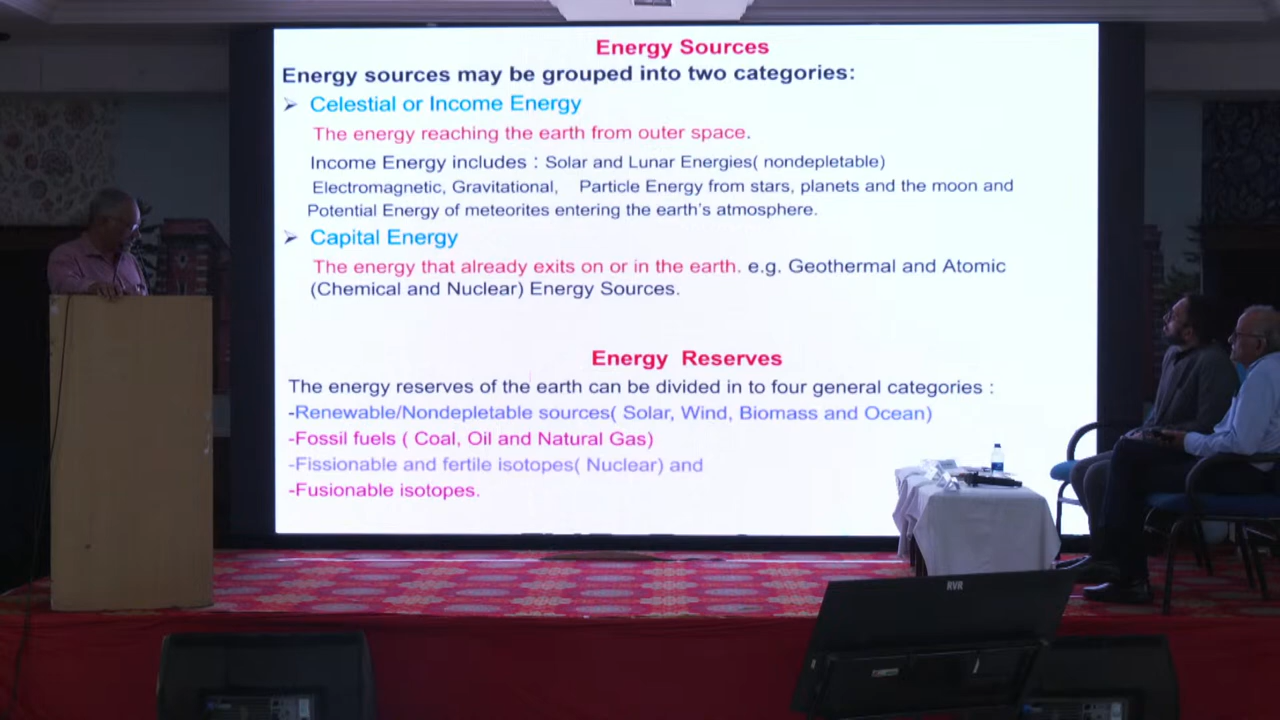 Energy Sources
Energy sources may be grouped into two categories:
➢ Celestial or Income Energy
The energy reaching the earth from outer space.
Income Energy includes : Solar and Lunar Energies( nondepletable)
Electromagnetic, Gravitational, Particle Energy from stars, planets and the moon and
Potential Energy of meteorites entering the earth's atmosphere.
➢ Capital Energy
The energy that already exits on or in the earth. e.g. Geothermal and Atomic
(Chemical and Nuclear) Energy Sources.
Energy Reserves
The energy reserves of the earth can be divided in to four general categories :
-Renewable/Nondepletable sources( Solar, Wind, Biomass and Ocean)
-Fossil fuels ( Coal, Oil and Natural Gas)
-Fissionable and fertile isotopes( Nuclear) and
-Fusionable isotopes.
RVR